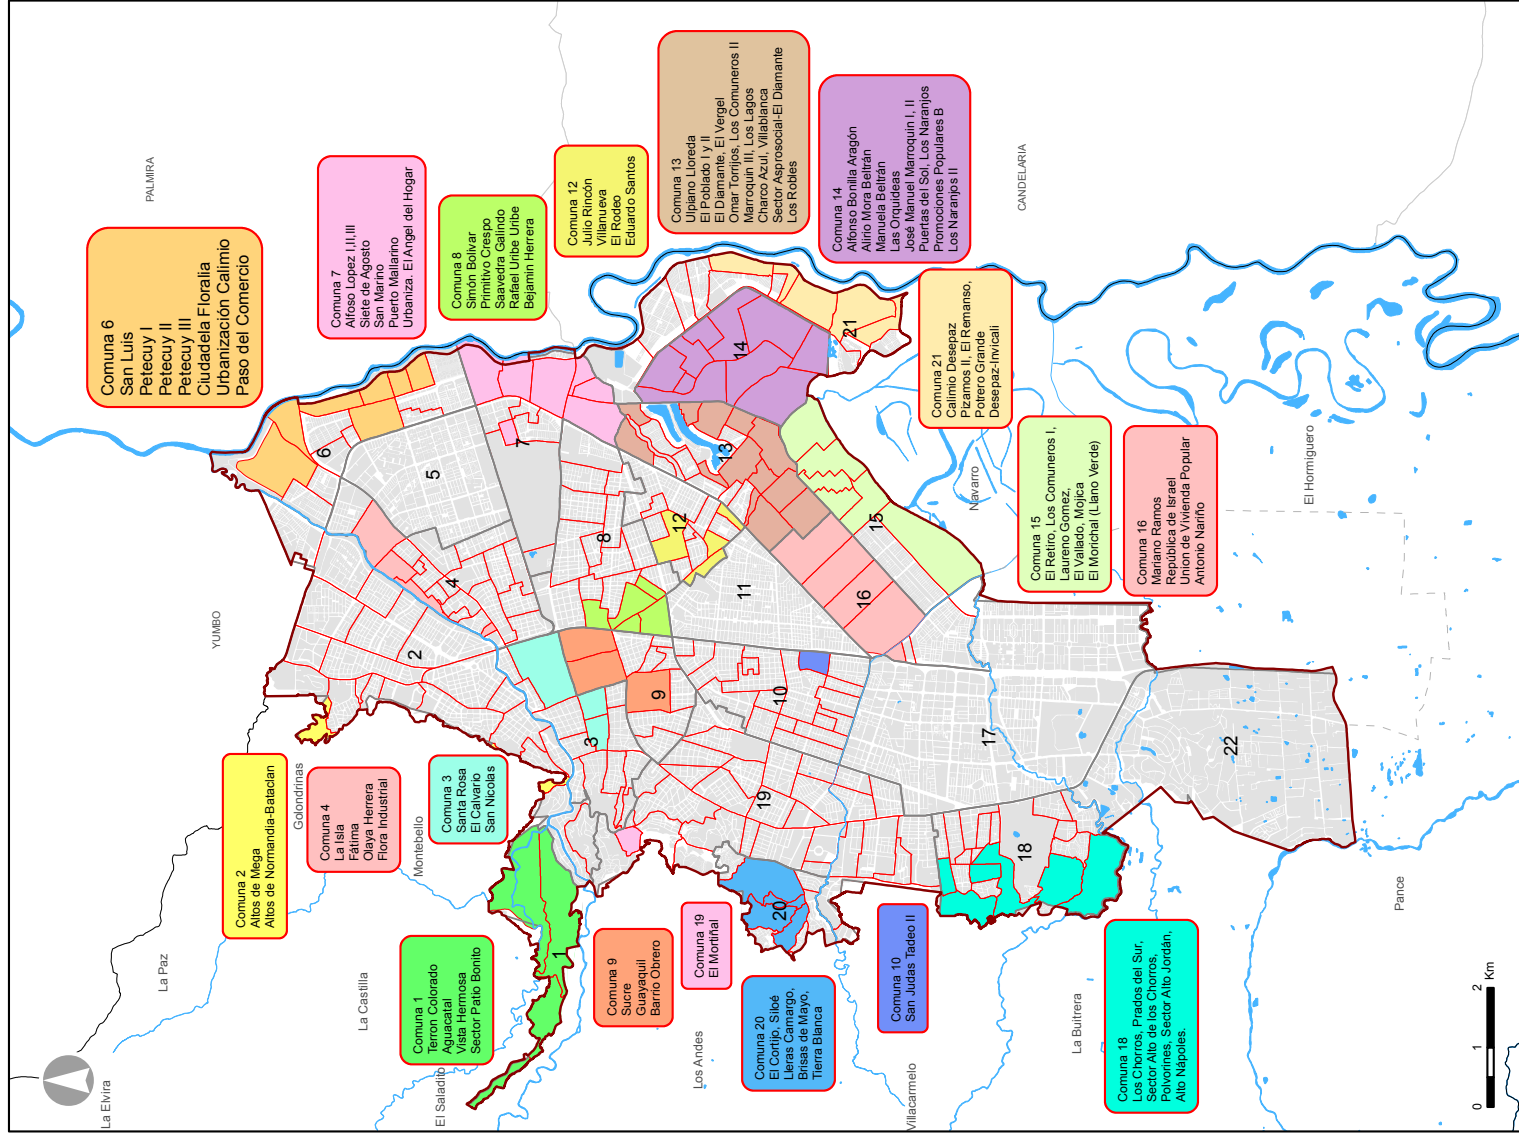 Comuna 6
San Luis
Petecuy I
Petecuy II
Petecuy III
Ciudadela Floralia
Urbanización Calimio
Paso del Comercio
Comuna 7
Alfoso Lopez I,II,III
Siete de Agosto
San Marino
Puerto Mallarino
Urbaniza. El Angel del Hogar
Comuna 8
Simón Bolivar
Primitivo Crespo
Saavedra Galindo
Rafael Uribe Uribe
Bejamin Herrera
Comuna 12
Julio Rincón
Villanueva
El Rodeo
Eduardo Santos
Comuna 13
Ulpiano Lloreda
El Poblado I y II
El Diamante, El Vergel
Omar Torrijos, Los Comuneros II
Marroquín III, Los Lagos
Charco Azul, Villablanca
Sector Asprosocial-El Diamante
Los Robles
Comuna 14
Alfonso Bonilla Aragón
Alirio Mora Beltrán
Manuela Beltrán
Las Orquideas
José Manuel Marroquin I, II
Puertas del Sol, Los Naranjos
Promociones Populares B
Los Naranjos II
Comuna 21
Calimio Desepaz
Pizamos II, El Remanso,
Potrero Grande
Desepaz-Invicali
Comuna 15
El Retiro, Los Comuneros I,
Laureno Gomez,
El Vallado, Mojica
El Morichal (Llano Verde)
Comuna 16
Mariano Ramos
República de Israel
Union de Vivienda Popular
Antonio Nariño
Comuna 2
Altos de Mega
Altos de Normandia-Bataclan
Comuna 4
La Isla
Fátima
Olaya Herrera
Flora Industrial
Comuna 3
Santa Rosa
El Calvario
San Nicolas
Comuna 1
Terron Colorado
Aguacatal
Vista Hermosa
Sector Patio Bonito
Comuna 9
Sucre
Guayaquil
Barrio Obrero
Comuna 19
El Mortiñal
Comuna 20
El Cortijo, Siloé
Lleras Camargo,
Brisas de Mayo,
Tierra Blanca
Comuna 10
San Judas Tadeo II
Comuna 18
Los Chorros, Prados del Sur,
Sector Alto de los Chorros,
Polvorines, Sector Alto Jordán,
Alto Nápoles.
PALMIRA
YUMBO
CANDELARIA
Navarro
El Hormiguero
Golondrinas
Montebello
La Paz
La Castilla
La Elvira
El Saladito
Los Andes
Villacarmelo
La Buitrera
Pance
1
2
3
4
5
6
7
8
9
10
11
12
13
14
15
16
17
18
19
20
21
22
0
1
2
Km